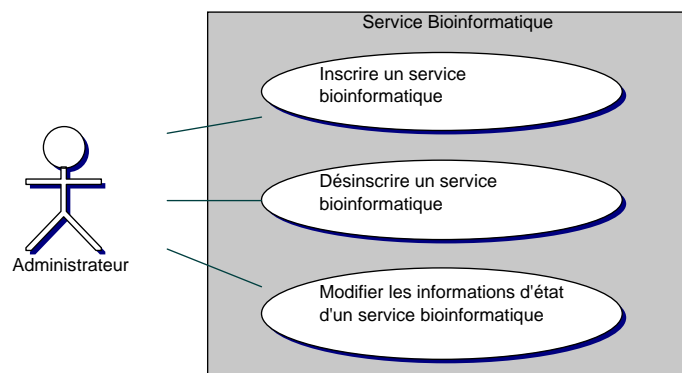 Service Bioinformatique
Inscrire un service
bioinformatique
Désinscrire un service
bioinformatique
Administrateur
Modifier les informations d'état
d'un service bioinformatique